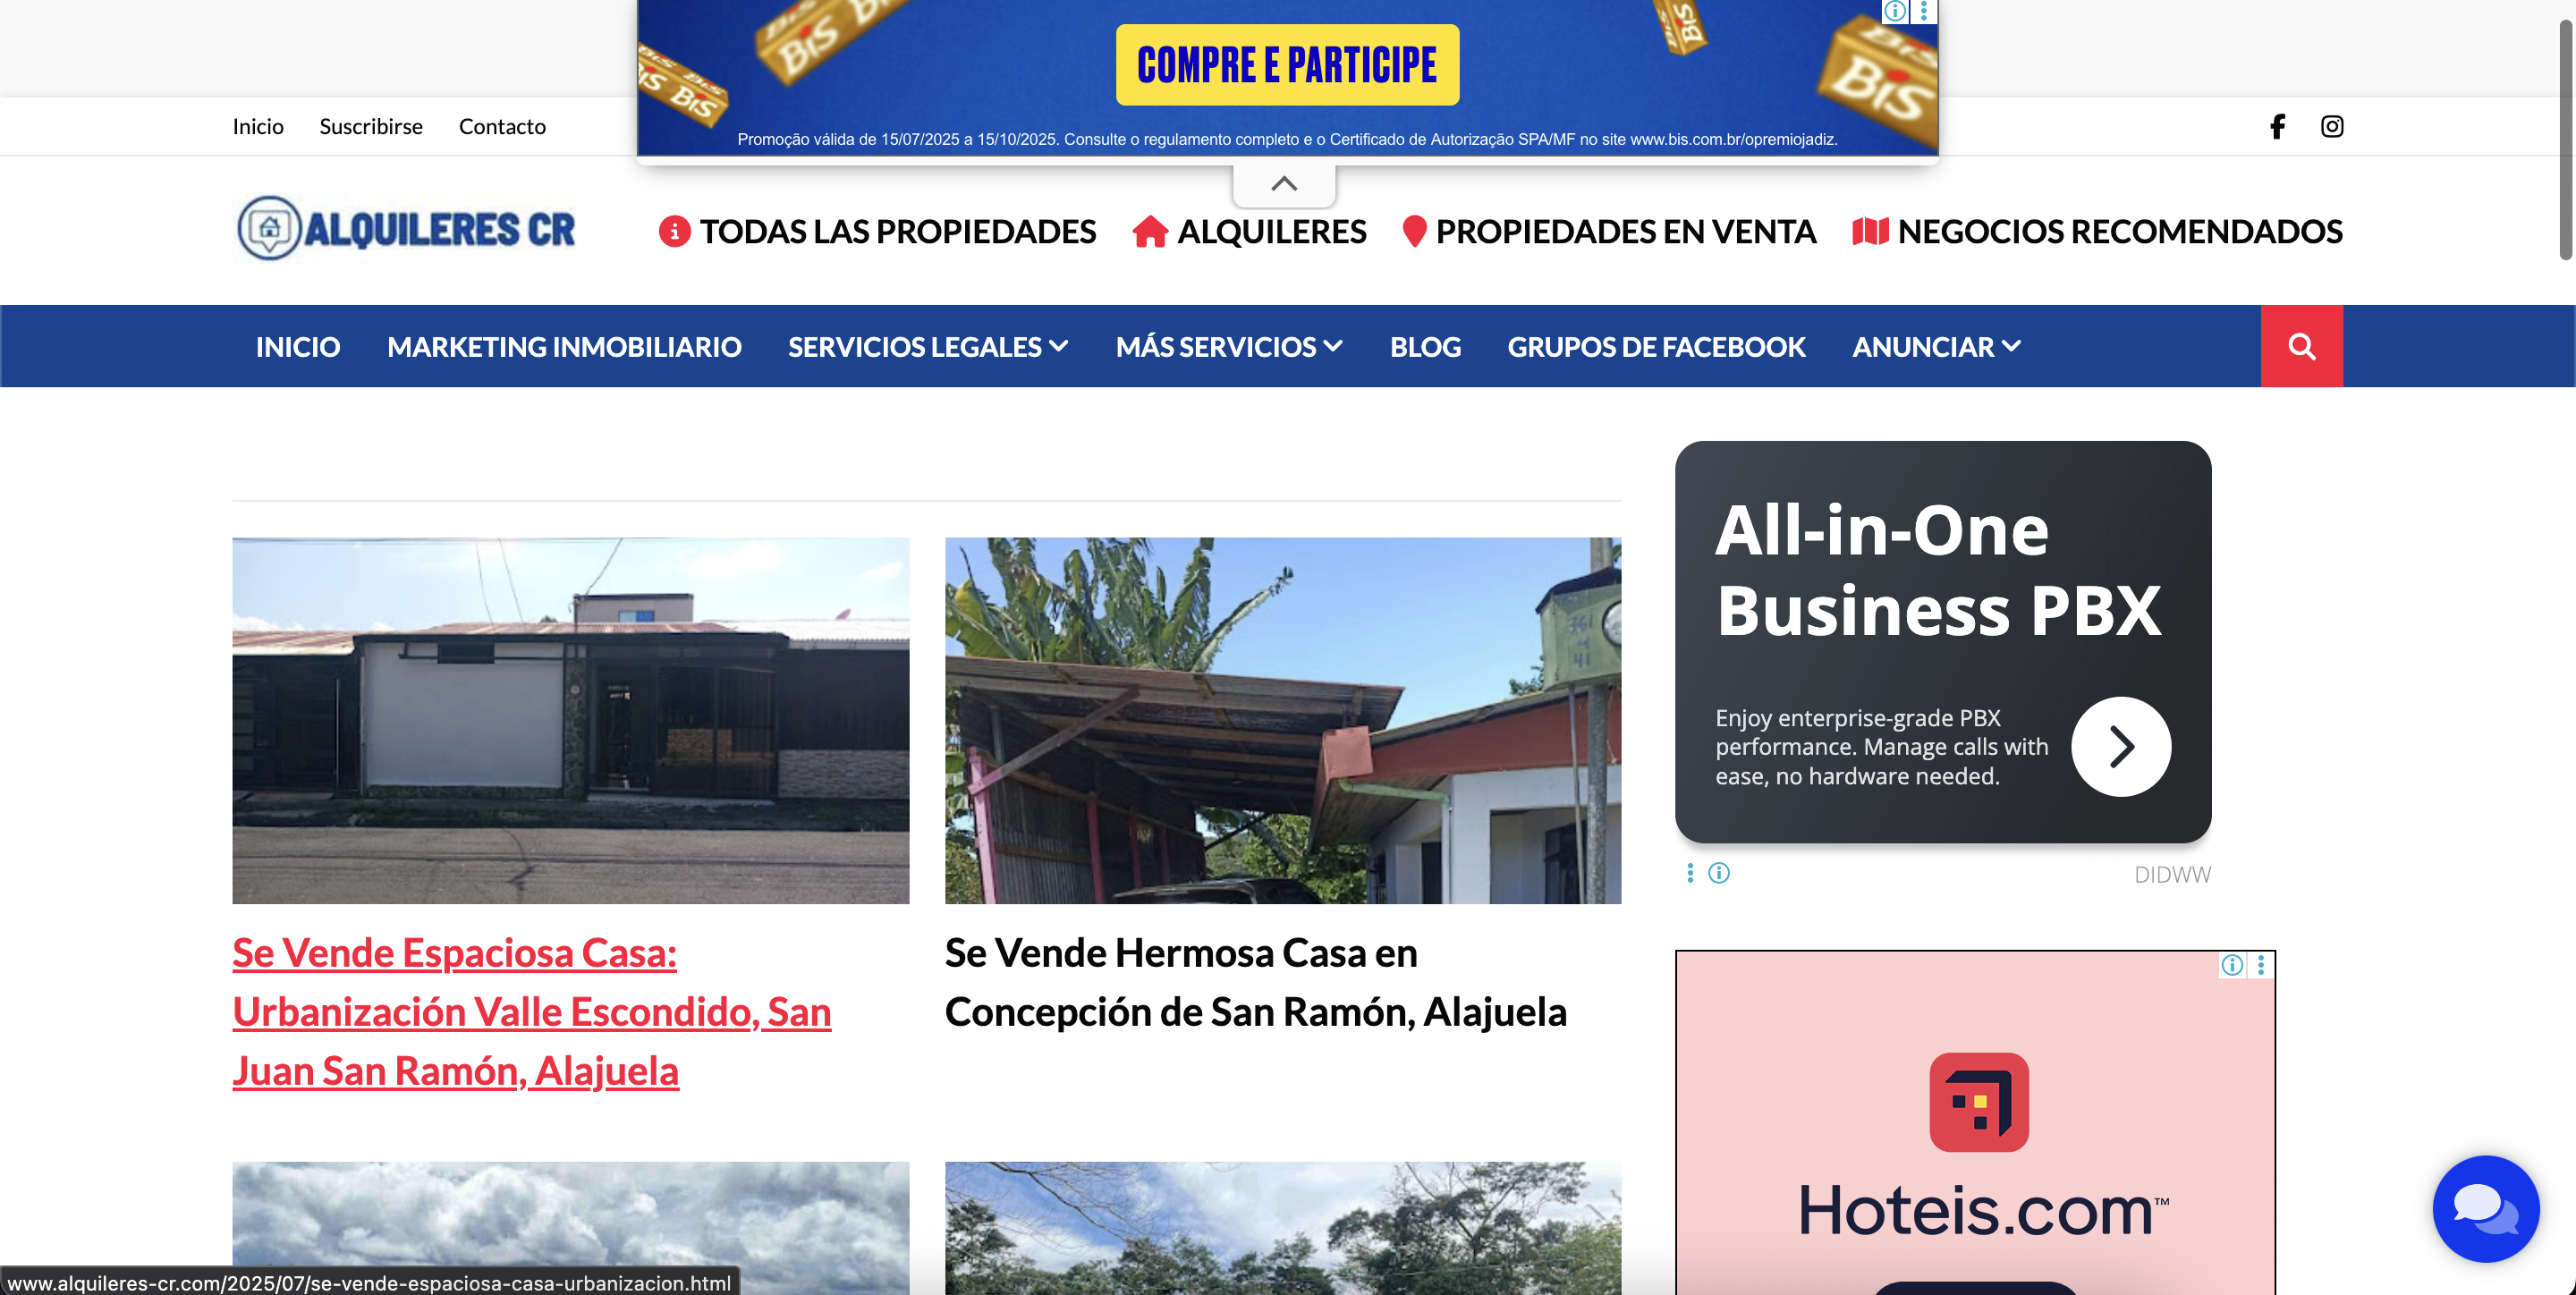 COMPRE E PARTICIPE
Promoção válida de 15/07/2025 a 15/10/2025. Consulte o regulamento completo e o Certificado de Autorização SPA/MF no site www.bis.com.br/opremiojadiz.
BIS
BIS
BIS
BIS
BIS
Inicio
Suscribirse
Contacto
ALQUILERES CR
TODAS LAS PROPIEDADES
ALQUILERES
PROPIEDADES EN VENTA
NEGOCIOS RECOMENDADOS
INICIO
MARKETING INMOBILIARIO
SERVICIOS LEGALES
MÁS SERVICIOS
BLOG
GRUPOS DE FACEBOOK
ANUNCIAR
All-in-One
Business PBX
Enjoy enterprise-grade PBX
performance. Manage calls with
ease, no hardware needed.
DIDWW
Se Vende Espaciosa Casa:
Urbanización Valle Escondido, San
Juan San Ramón, Alajuela
Se Vende Hermosa Casa en
Concepción de San Ramón, Alajuela
Hoteis.com™
www.alquileres-cr.com/2025/07/se-vende-espaciosa-casa-urbanizacion.html